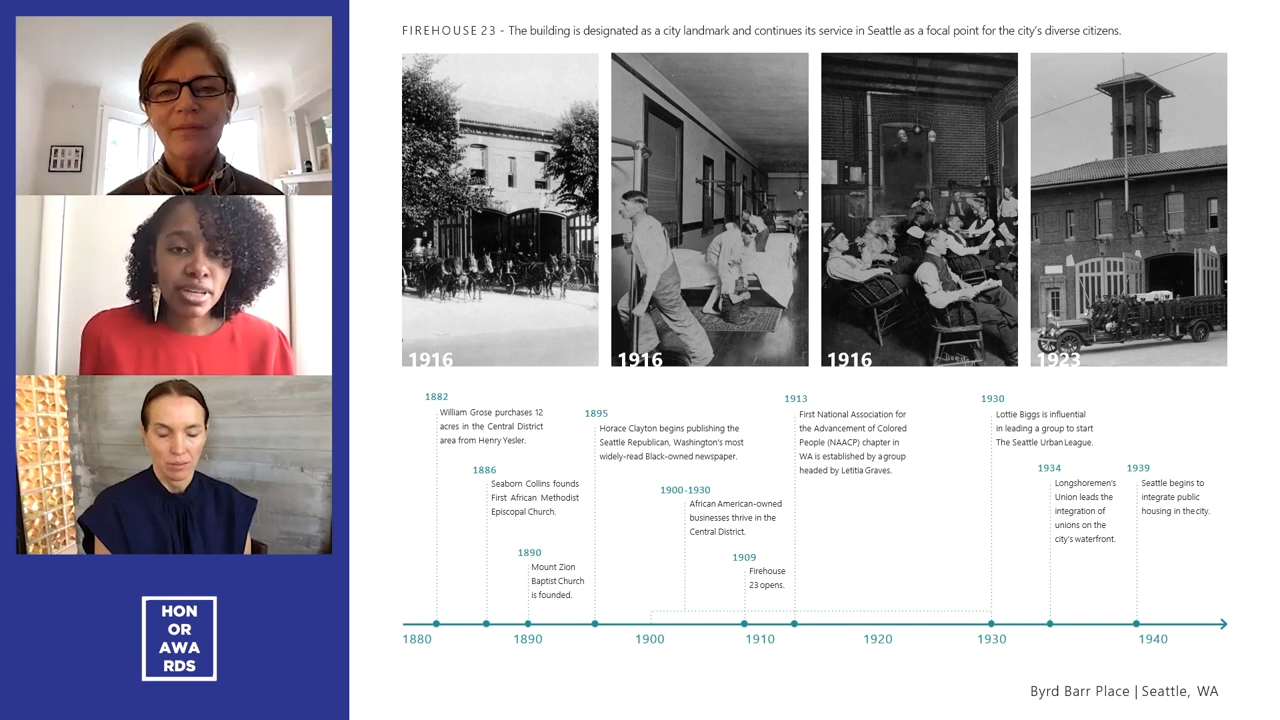 FIREHOUSE 23 - The building is designated as a city landmark and continues its service in Seattle as a focal point for the city's diverse citizens.
1916
1916
1916
1923
1882
William Grose purchases 12
acres in the Central District
area from Henry Yesler.
1886
Seaborn Collins founds
First African Methodist
Episcopal Church.
1890
Mount Zion
Baptist Church
is founded.
1895
Horace Clayton begins publishing the
Seattle Republican, Washington's most
widely-read Black-owned newspaper.
1900-1930
African American-owned
businesses thrive in the
Central District.
1909
Firehouse
23 opens.
1913
First National Association for
the Advancement of Colored
People (NAACP) chapter in
WA is established by a group
headed by Letitia Graves.
1930
Lottie Biggs is influential
in leading a group to start
The Seattle Urban League.
1934
Longshoremen's
Union leads the
integration of
unions on the
city's waterfront.
1939
Seattle begins to
integrate public
housing in the city.
1880 1890 1900 1910 1920 1930 1940
HON
OR
AWA
RDS
Byrd Barr Place | Seattle, WA